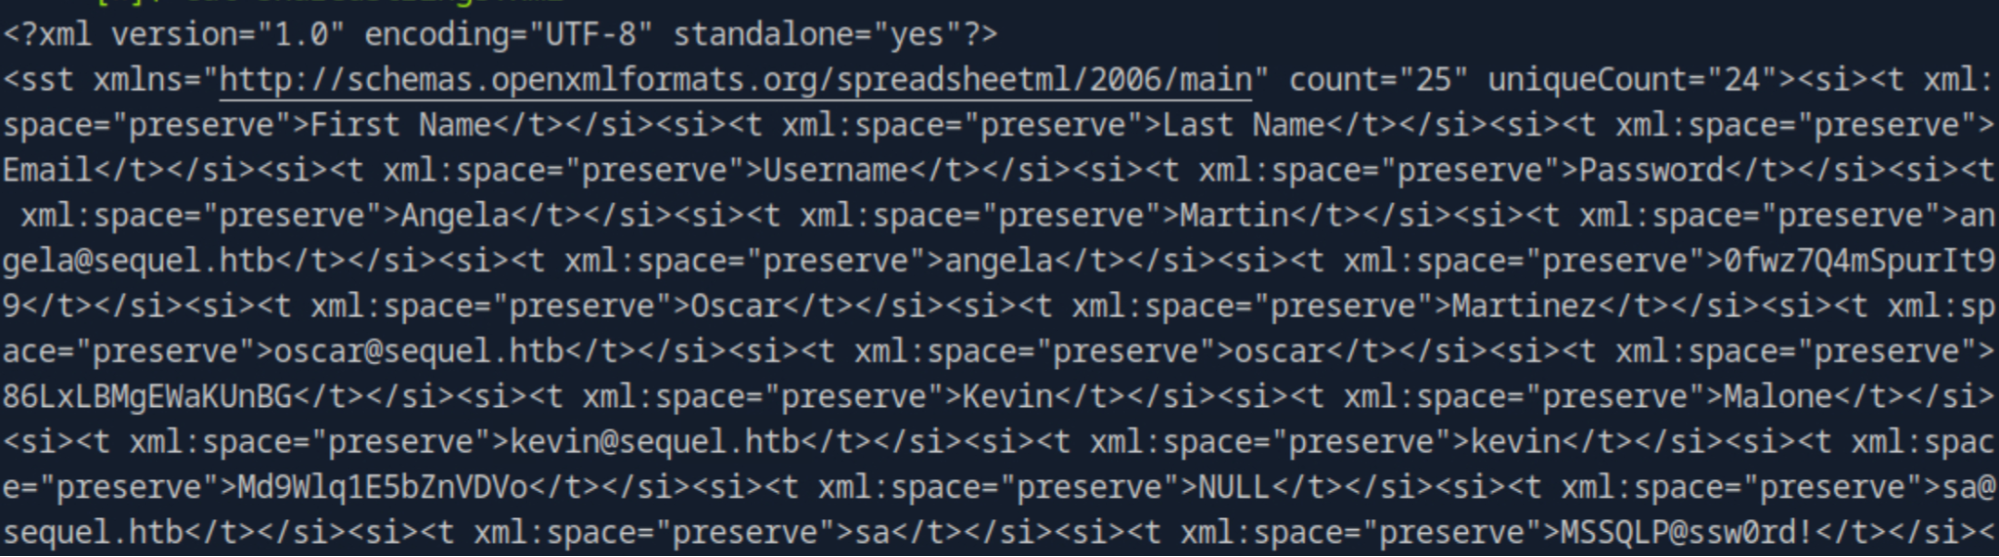 <?xml version="1.0" encoding="UTF-8" standalone="yes"?>
<sst xmlns="http://schemas.openxmlformats.org/spreadsheetml/2006/main" count="25" uniqueCount="24"><si><t xml:
space="preserve">First Name</t></si><si><t xml:space="preserve">Last Name</t></si><si><t xml:space="preserve">
Email</t></si><si><t xml:space="preserve">Username</t></si><si><t xml:space="preserve">Password</t></si><si><t
 xml:space="preserve">Angela</t></si><si><t xml:space="preserve">Martin</t></si><si><t xml:space="preserve">an
gela@sequel.htb</t></si><si><t xml:space="preserve">angela</t></si><si><t xml:space="preserve">0fwz7Q4mSpurIt9
9</t></si><si><t xml:space="preserve">Oscar</t></si><si><t xml:space="preserve">Martinez</t></si><si><t xml:sp
ace="preserve">oscar@sequel.htb</t></si><si><t xml:space="preserve">oscar</t></si><si><t xml:space="preserve">
86LxLBMgEWaKUnBG</t></si><si><t xml:space="preserve">Kevin</t></si><si><t xml:space="preserve">Malone</t></si>
<si><t xml:space="preserve">kevin@sequel.htb</t></si><si><t xml:space="preserve">kevin</t></si><si><t xml:spac
e="preserve">Md9Wlq1E5bZnVDVo</t></si><si><t xml:space="preserve">NULL</t></si><si><t xml:space="preserve">sa@
sequel.htb</t></si><si><t xml:space="preserve">sa</t></si><si><t xml:space="preserve">MSSQLP@ssw0rd!</t></si><